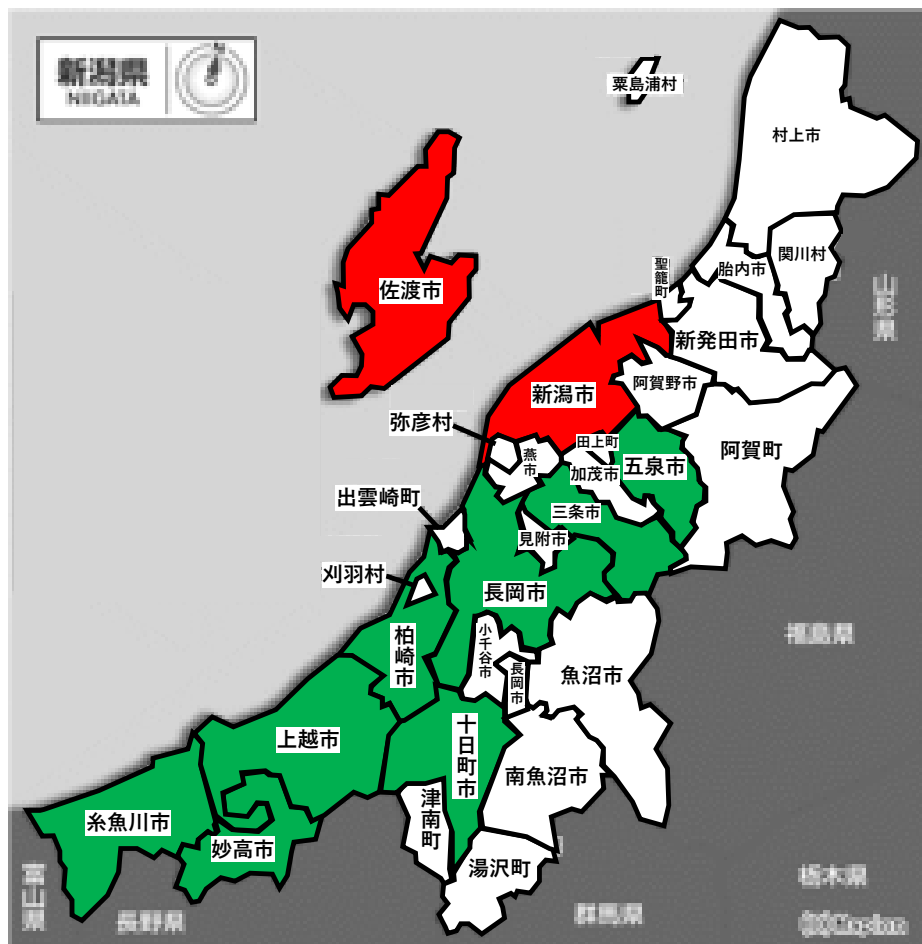 新潟県
NIIGATA
N
粟島浦村
村上市
関川村
胎内市
聖籠町
山形県
佐渡市
新発田市
阿賀野市
新潟市
弥彦村
燕市
田上町
加茂市
五泉市
阿賀町
出雲崎町
三条市
見附市
刈羽村
長岡市
柏崎市
小千谷市
長岡市
魚沼市
福島県
上越市
十日町市
南魚沼市
津南町
糸魚川市
妙高市
湯沢町
富山県
長野県
群馬県
栃木県